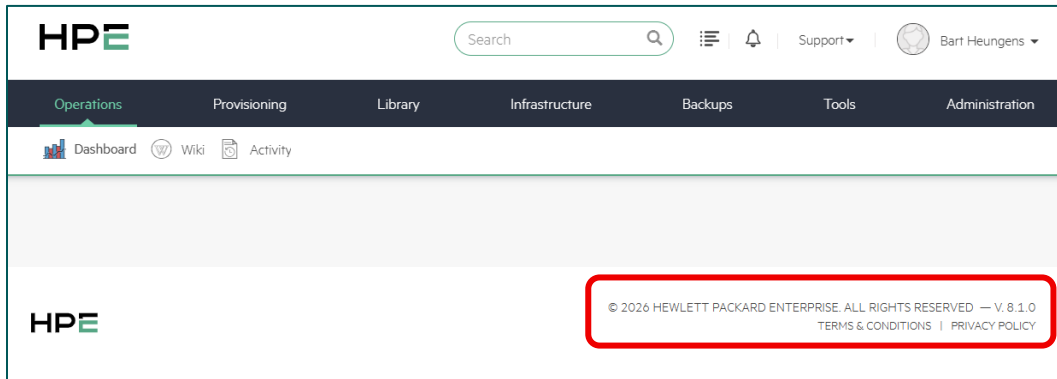 HPE
Search
Support
Bart Heungens
Operations Provisioning Library Infrastructure Backups Tools Administration
Dashboard W Wiki Activity
© 2026 HEWLETT PACKARD ENTERPRISE. ALL RIGHTS RESERVED — V. 8.1.0
HPE
TERMS & CONDITIONS | PRIVACY POLICY